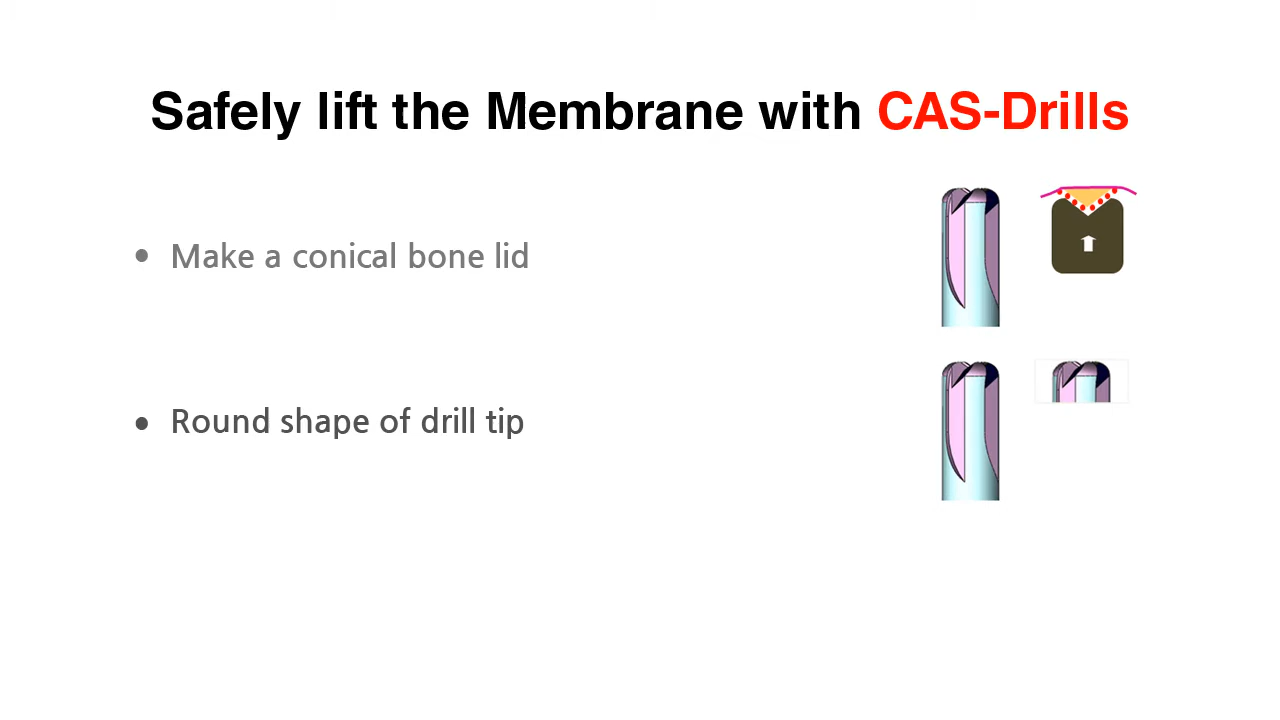 Safely lift the Membrane with CAS-Drills
• Make a conical bone lid
• Round shape of drill tip